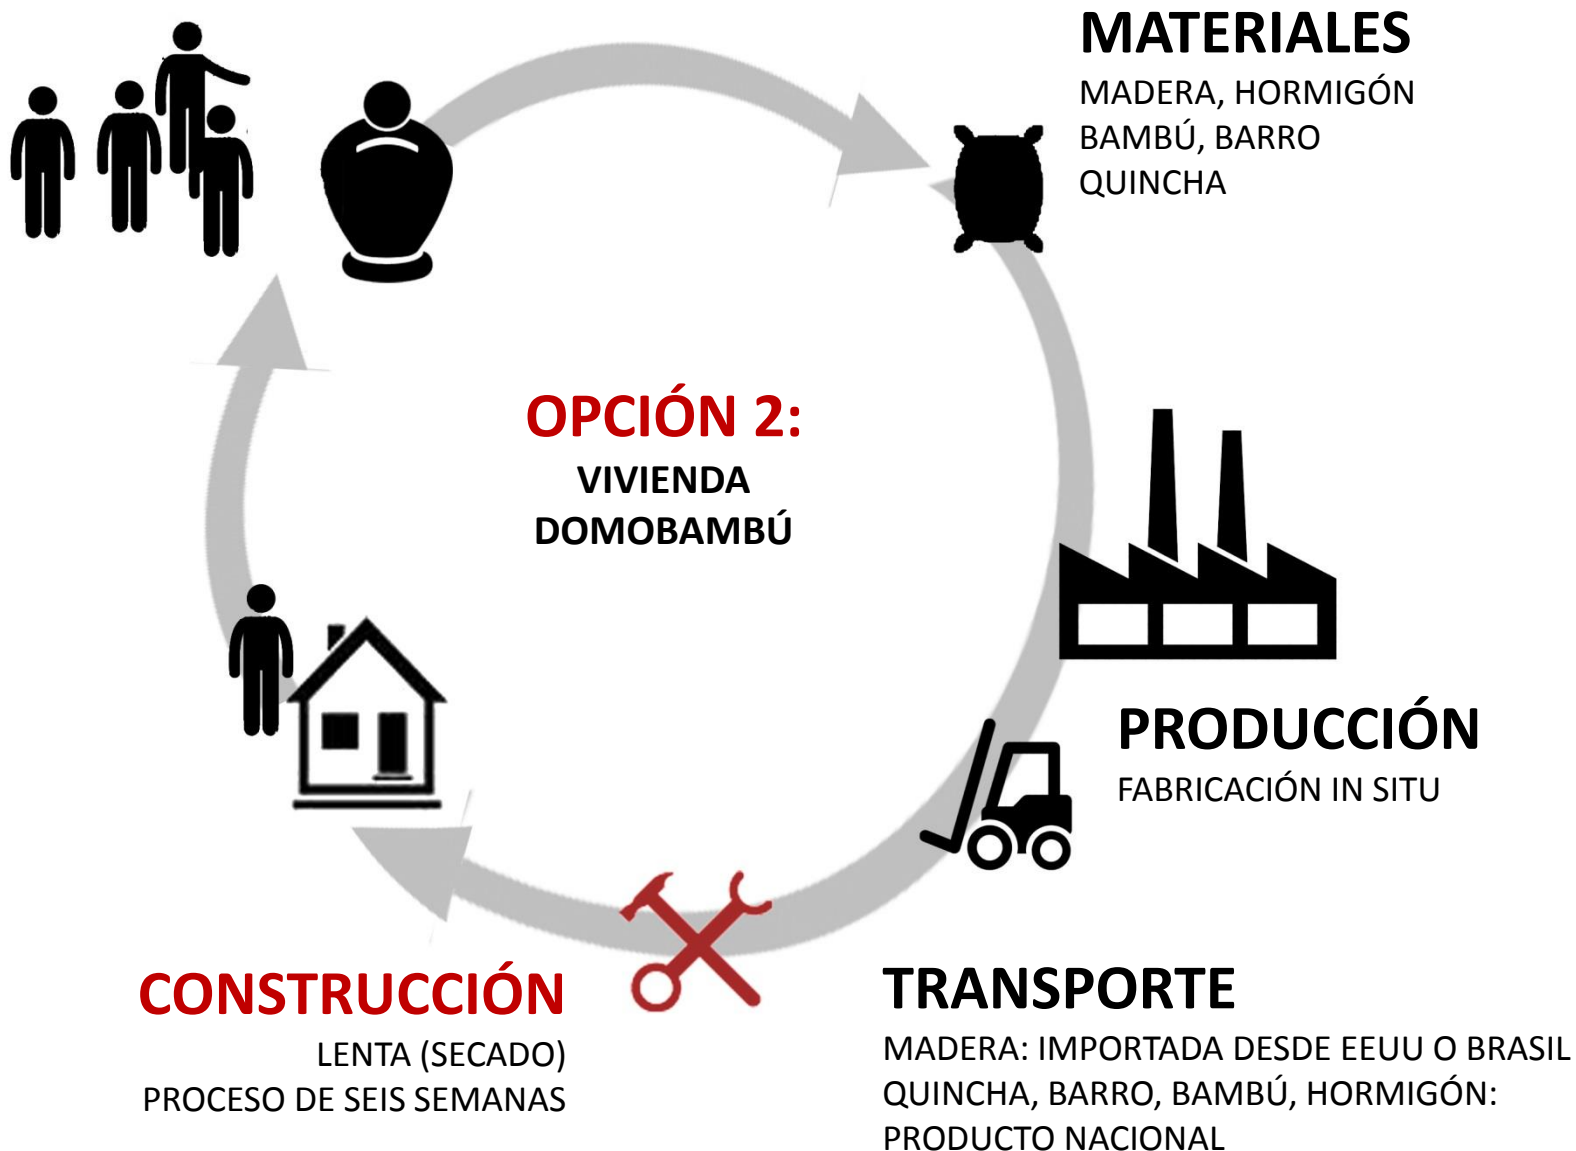 MATERIALES
MADERA, HORMIGÓN
BAMBÚ, BARRO
QUINCHA
OPCIÓN 2:
VIVIENDA
DOMOBAMBÚ
PRODUCCIÓN
FABRICACIÓN IN SITU
CONSTRUCCIÓN
LENTA (SECADO)
PROCESO DE SEIS SEMANAS
TRANSPORTE
MADERA: IMPORTADA DESDE EEUU O BRASIL
QUINCHA, BARRO, BAMBÚ, HORMIGÓN:
PRODUCTO NACIONAL